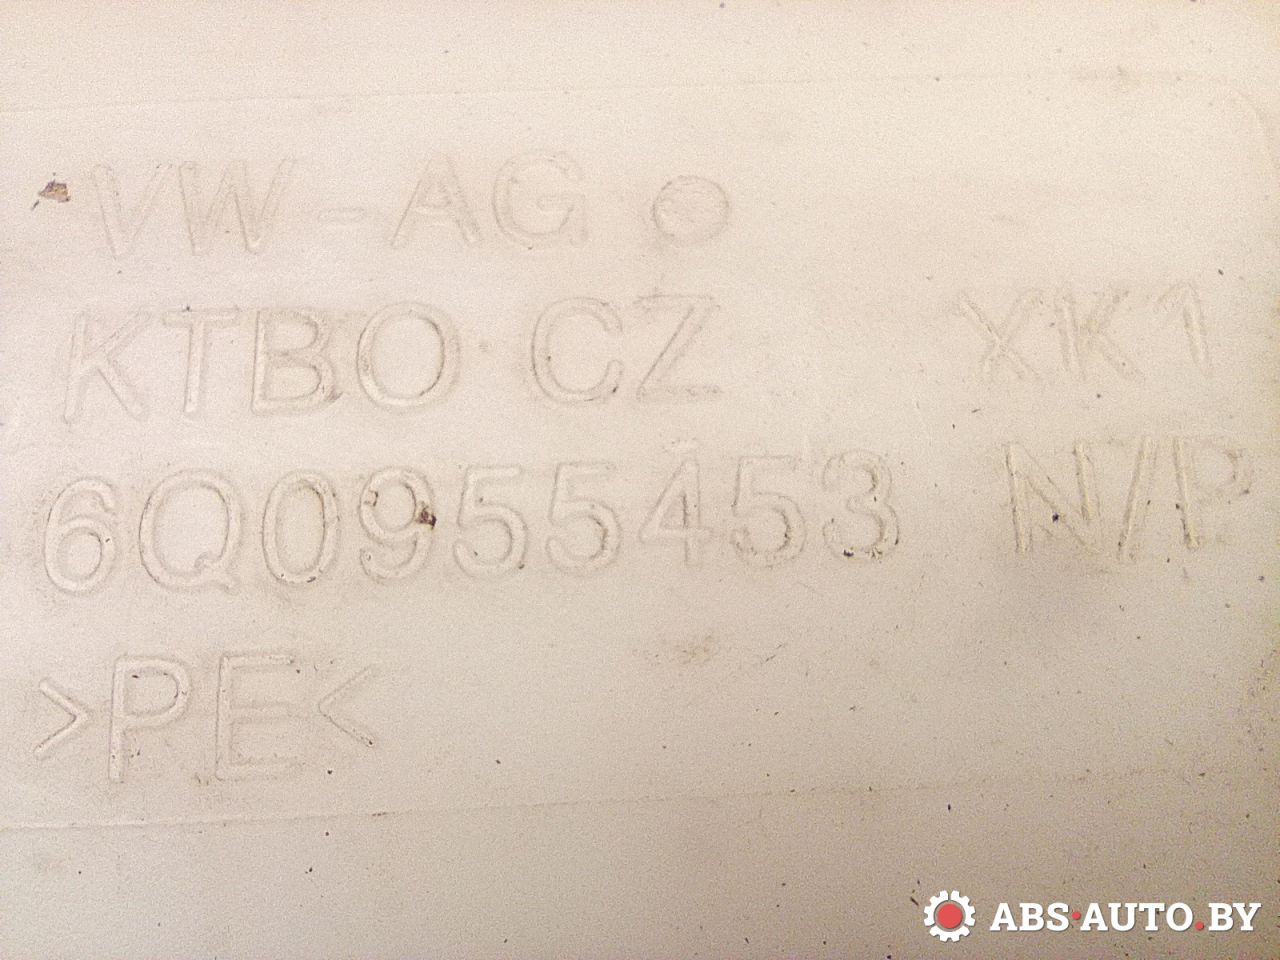 VW-AG
KTBO CZ XK1
6Q0955453 N/P
>PE<
ABS·AUTO.BY